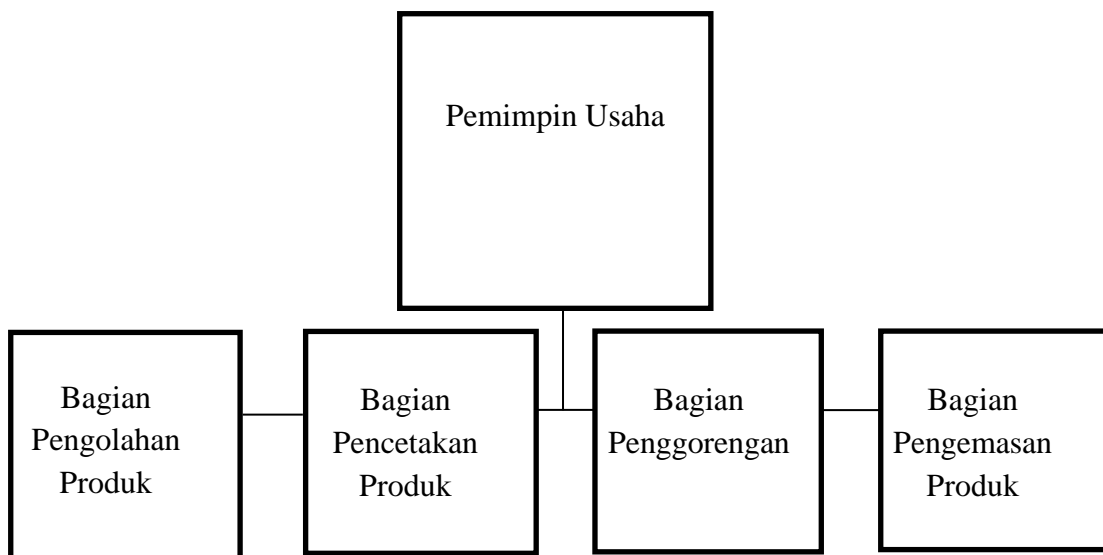 Pemimpin Usaha
Bagian
Pengolahan
Produk
Bagian
Pencetakan
Produk
Bagian
Penggorengan
Bagian
Pengemasan
Produk